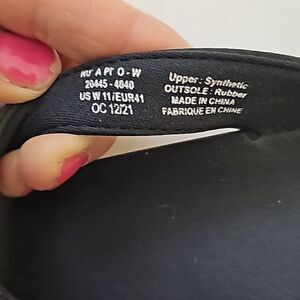 A O - W
20445 - 4040
US W 11/EUR41
OC 12/21
Upper: Synthetic
OUTSOLE: Rubber
MADE IN CHINA
FABRIQUE EN CHINE